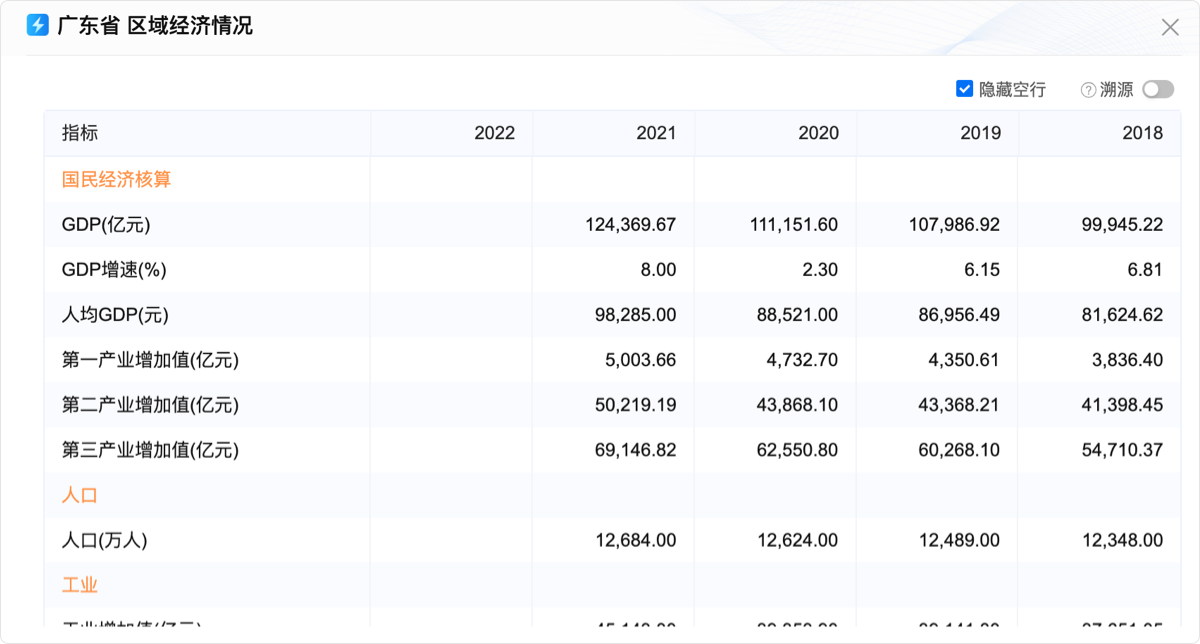 广东省 区域经济情况
隐藏空行 ? 溯源
指标 2022 2021 2020 2019 2018
国民经济核算
GDP(亿元) 124,369.67 111,151.60 107,986.92 99,945.22
GDP增速(%) 8.00 2.30 6.15 6.81
人均GDP(元) 98,285.00 88,521.00 86,956.49 81,624.62
第一产业增加值(亿元) 5,003.66 4,732.70 4,350.61 3,836.40
第二产业增加值(亿元) 50,219.19 43,868.10 43,368.21 41,398.45
第三产业增加值(亿元) 69,146.82 62,550.80 60,268.10 54,710.37
人口
人口(万人) 12,684.00 12,624.00 12,489.00 12,348.00
工业
工业增加值(亿元)